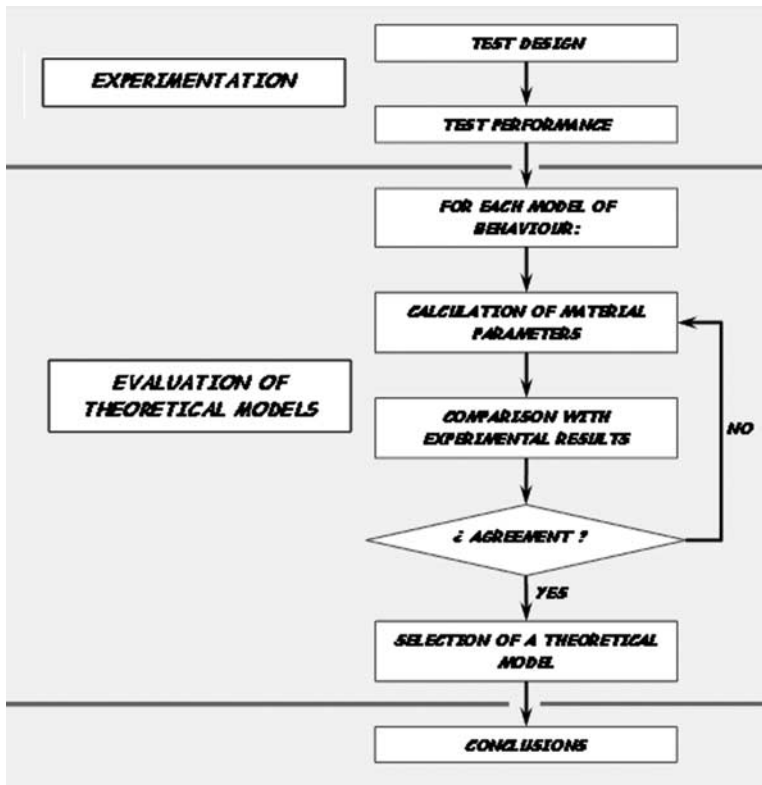 TEST DESIGN
EXPERIMENTATION
TEST PERFORMANCE
FOR EACH MODEL OF
BEHAVIOUR:
CALCULATION OF MATERIAL
PARAMETERS
EVALUATION OF
THEORETICAL MODELS
COMPARISON WITH
EXPERIMENTAL RESULTS
NO
¿ AGREEMENT ?
YES
SELECTION OF A THEORETICAL
MODEL
CONCLUSIONS